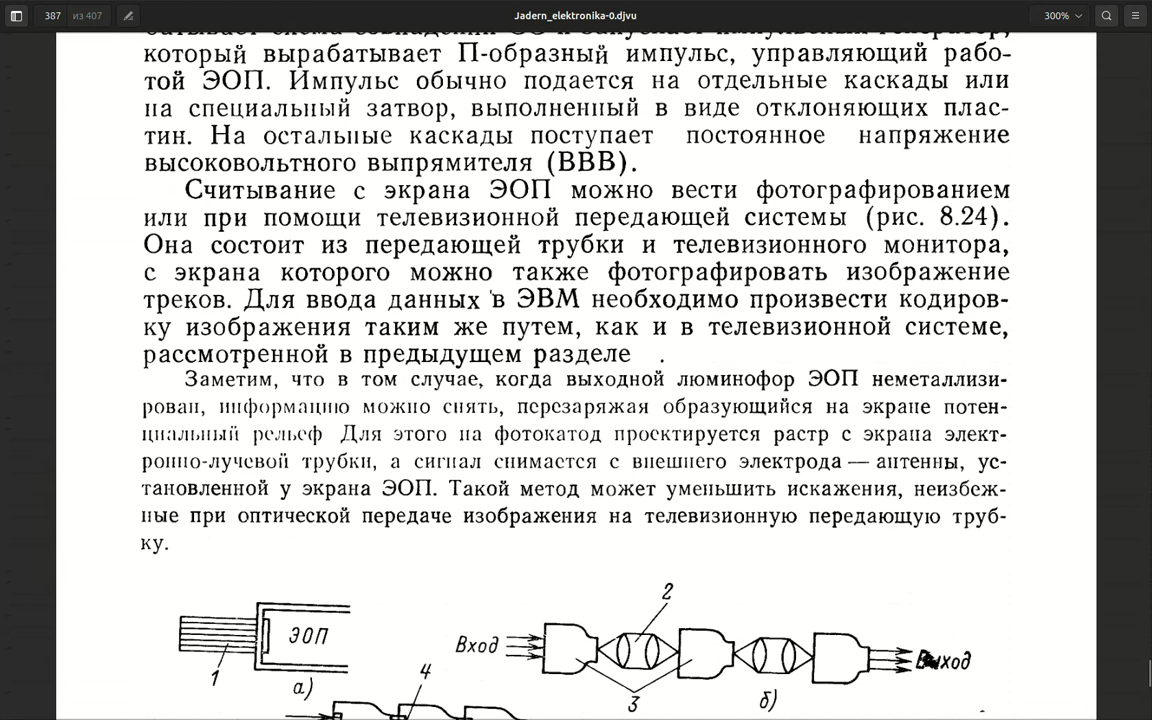 387 из 407
Jadern_elektronika-0.djvu
300%
который вырабатывает П-образный импульс, управляющий рабо-
той ЭОП. Импульс обычно подается на отдельные каскады или
на специальный затвор, выполненный в виде отклоняющих плас-
тин. На остальные каскады поступает постоянное напряжение
высоковольтного выпрямителя (ВВВ).
Считывание с экрана ЭОП можно вести фотографированием
или при помощи телевизионной передающей системы (рис. 8.24).
Она состоит из передающей трубки и телевизионного монитора,
с экрана которого можно также фотографировать изображение
треков. Для ввода данных в ЭВМ необходимо произвести кодиров-
ку изображения таким же путем, как и в телевизионной системе,
рассмотренной в предыдущем разделе .
Заметим, что в том случае, когда выходной люминофор ЭОП неметаллизи-
рован, информацию можно снять, перезаряжая образующийся на экране потен-
циальный рельеф Для этого на фотокатод проектируется растр с экрана элект-
ронно-лучевой трубки, а сигнал снимается с внешнего электрода — антенны, ус-
тановленной у экрана ЭОП. Такой метод может уменьшить искажения, неизбеж-
ные при оптической передаче изображения на телевизионную передающую труб-
ку.
ЭОП
1
а)
4
Вход
2
3
б)
Выход